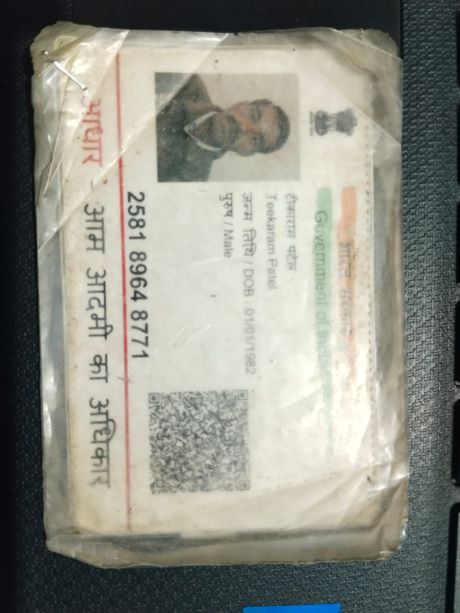 भारत सरकार
Government of India
टीकाराम पटेल
Teekaram Patel
जन्म तिथि / DOB : 01/01/1982
पुरुष / Male
2581 8964 8771
आधार - आम आदमी का अधिकार